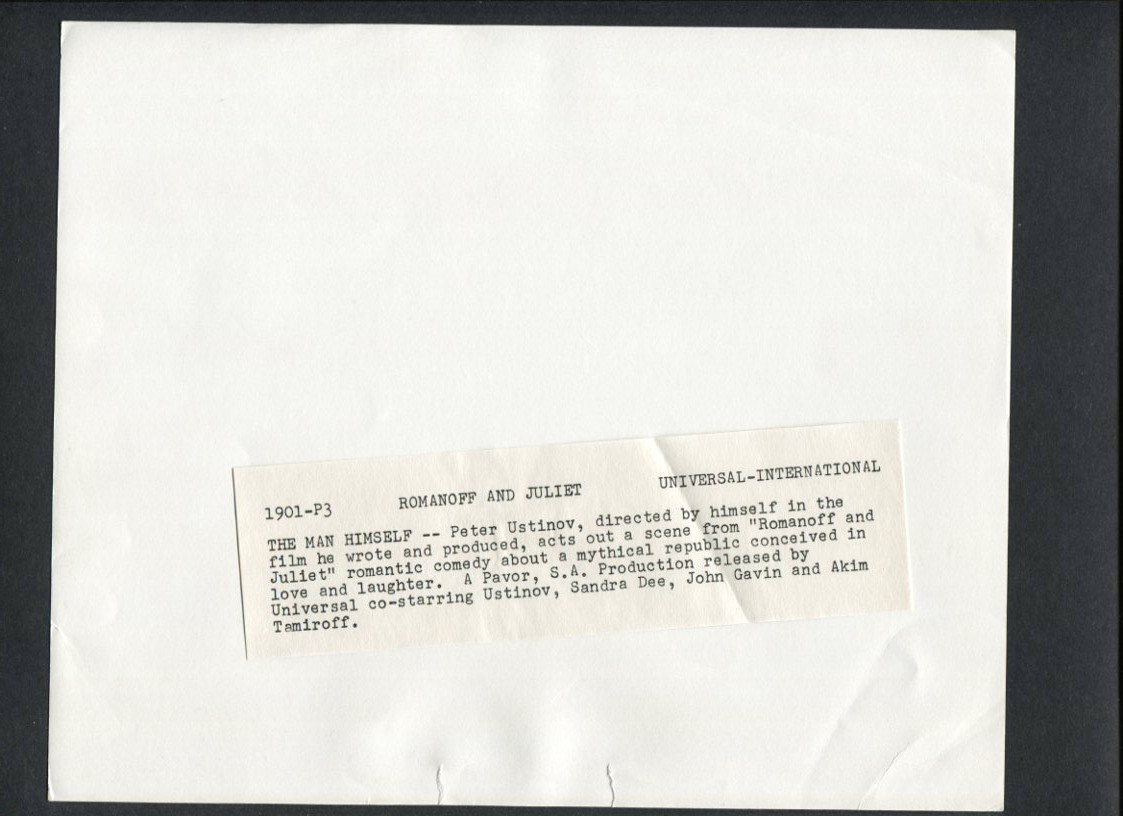 1901-P3 ROMANOFF AND JULIET UNIVERSAL-INTERNATIONAL
THE MAN HIMSELF -- Peter Ustinov, directed by himself in the
film he wrote and produced, acts out a scene from "Romanoff and
Juliet" romantic comedy about a mythical republic conceived in
love and laughter. A Pavor, S.A. Production released by
Universal co-starring Ustinov, Sandra Dee, John Gavin and Akim
Tamiroff.